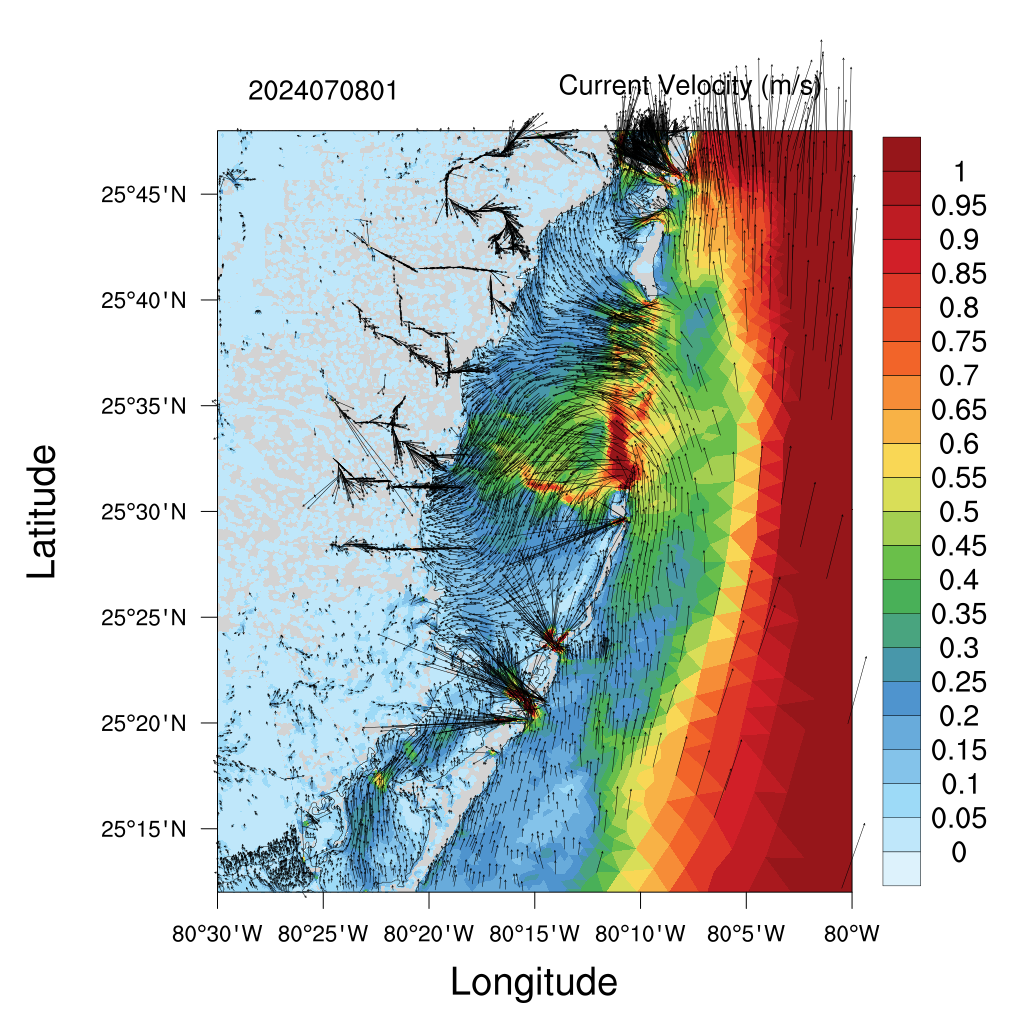 2024070801
Current Velocity (m/s)
25°45'N
25°40'N
25°35'N
25°30'N
25°25'N
25°20'N
25°15'N
Latitude
80°30'W 80°25'W 80°20'W 80°15'W 80°10'W 80°5'W 80°W
Longitude
1
0.95
0.9
0.85
0.8
0.75
0.7
0.65
0.6
0.55
0.5
0.45
0.4
0.35
0.3
0.25
0.2
0.15
0.1
0.05
0